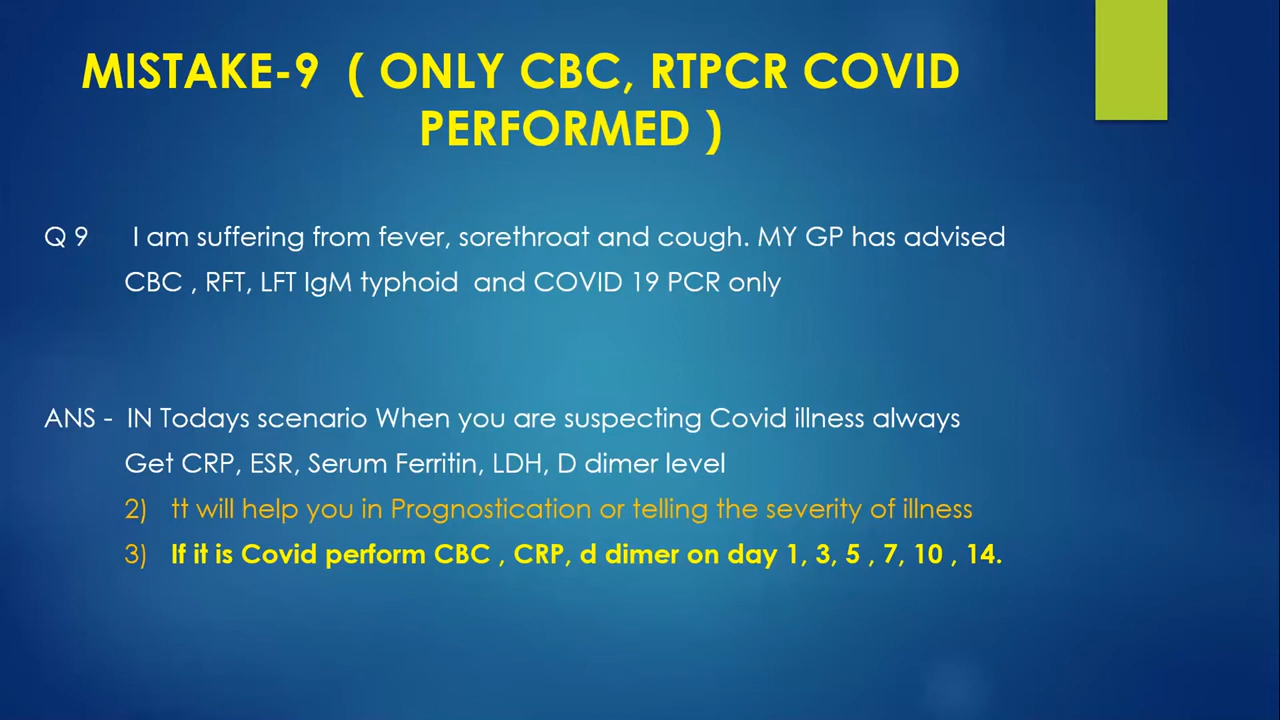 MISTAKE-9 ( ONLY CBC, RTPCR COVID
PERFORMED )
Q 9 I am suffering from fever, sorethroat and cough. MY GP has advised
CBC , RFT, LFT IgM typhoid and COVID 19 PCR only
ANS - IN Todays scenario When you are suspecting Covid illness always
Get CRP, ESR, Serum Ferritin, LDH, D dimer level
2) tt will help you in Prognostication or telling the severity of illness
3) If it is Covid perform CBC , CRP, d dimer on day 1, 3, 5 , 7, 10 , 14.